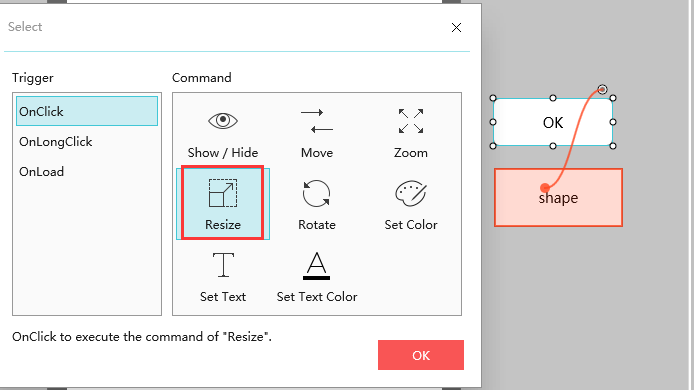 Select
Trigger
Command
OnClick
OnLongClick
OnLoad
Show / Hide
Move
Zoom
Resize
Rotate
Set Color
Set Text
Set Text Color
OnClick to execute the command of "Resize".
OK
OK
shape